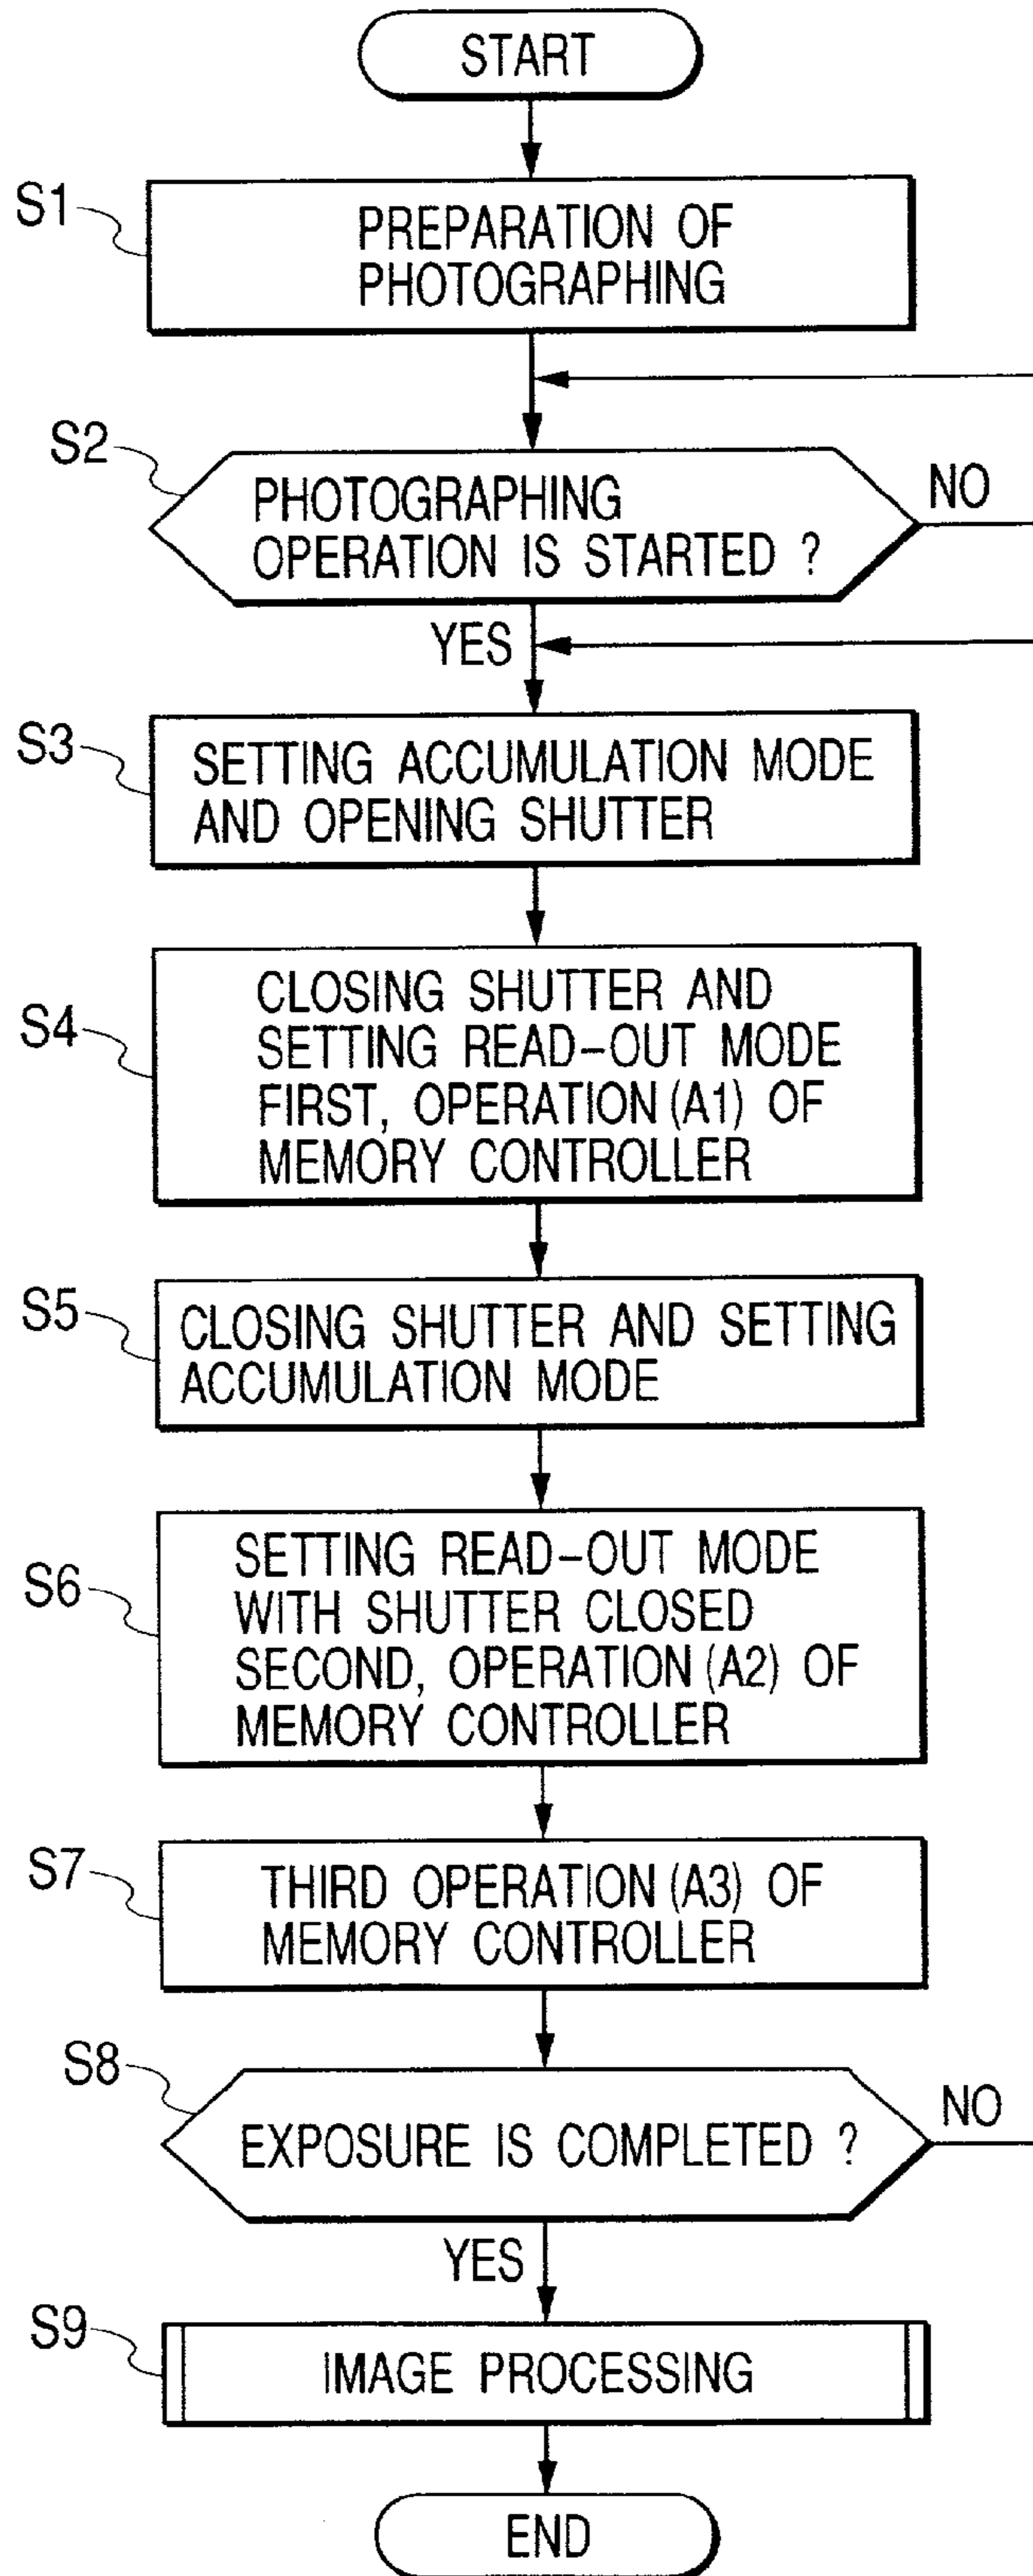 START
S1
PREPARATION OF
PHOTOGRAPHING
S2
PHOTOGRAPHING
OPERATION IS STARTED ?
NO
YES
S3
SETTING ACCUMULATION MODE
AND OPENING SHUTTER
S4
CLOSING SHUTTER AND
SETTING READ-OUT MODE
FIRST, OPERATION (A1) OF
MEMORY CONTROLLER
S5
CLOSING SHUTTER AND SETTING
ACCUMULATION MODE
S6
SETTING READ-OUT MODE
WITH SHUTTER CLOSED
SECOND, OPERATION (A2) OF
MEMORY CONTROLLER
S7
THIRD OPERATION (A3) OF
MEMORY CONTROLLER
S8
EXPOSURE IS COMPLETED ?
NO
YES
S9
IMAGE PROCESSING
END